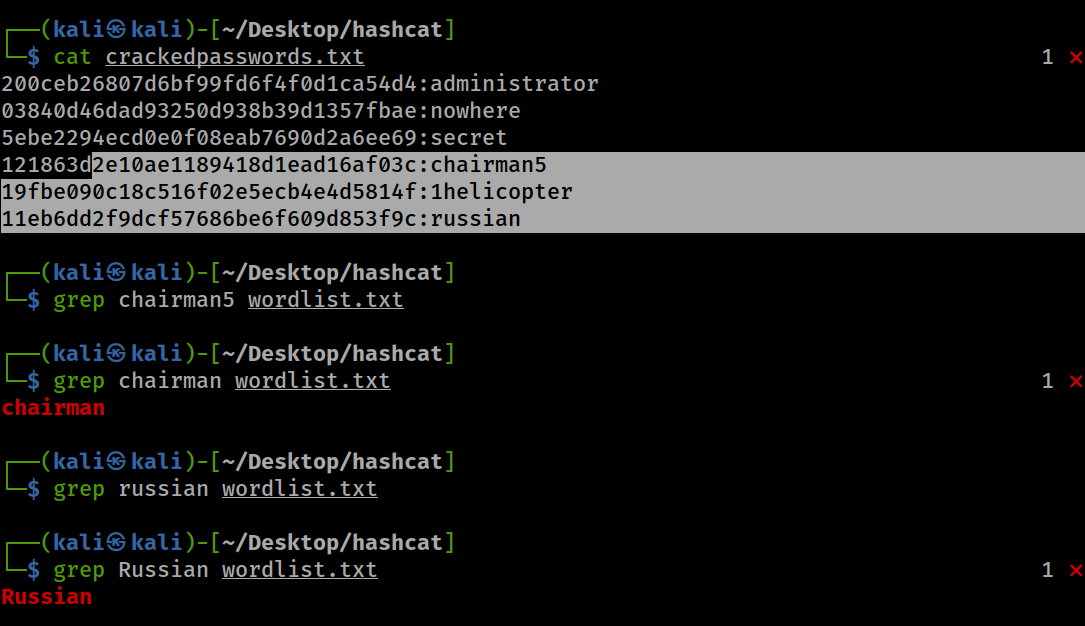 ┌──(kali㉿kali)-[~/Desktop/hashcat]
└─$ cat crackedpasswords.txt 1 ⨯
200ceb26807d6bf99fd6f4f0d1ca54d4:administrator
03840d46dad93250d938b39d1357fbae:nowhere
5ebe2294ecd0e0f08eab7690d2a6ee69:secret
121863d2e10ae1189418d1ead16af03c:chairman5
19fbe090c18c516f02e5ecb4e4d5814f:1helicopter
11eb6dd2f9dcf57686be6f609d853f9c:russian
┌──(kali㉿kali)-[~/Desktop/hashcat]
└─$ grep chairman5 wordlist.txt
┌──(kali㉿kali)-[~/Desktop/hashcat]
└─$ grep chairman wordlist.txt 1 ⨯
chairman
┌──(kali㉿kali)-[~/Desktop/hashcat]
└─$ grep russian wordlist.txt
┌──(kali㉿kali)-[~/Desktop/hashcat]
└─$ grep Russian wordlist.txt 1 ⨯
Russian